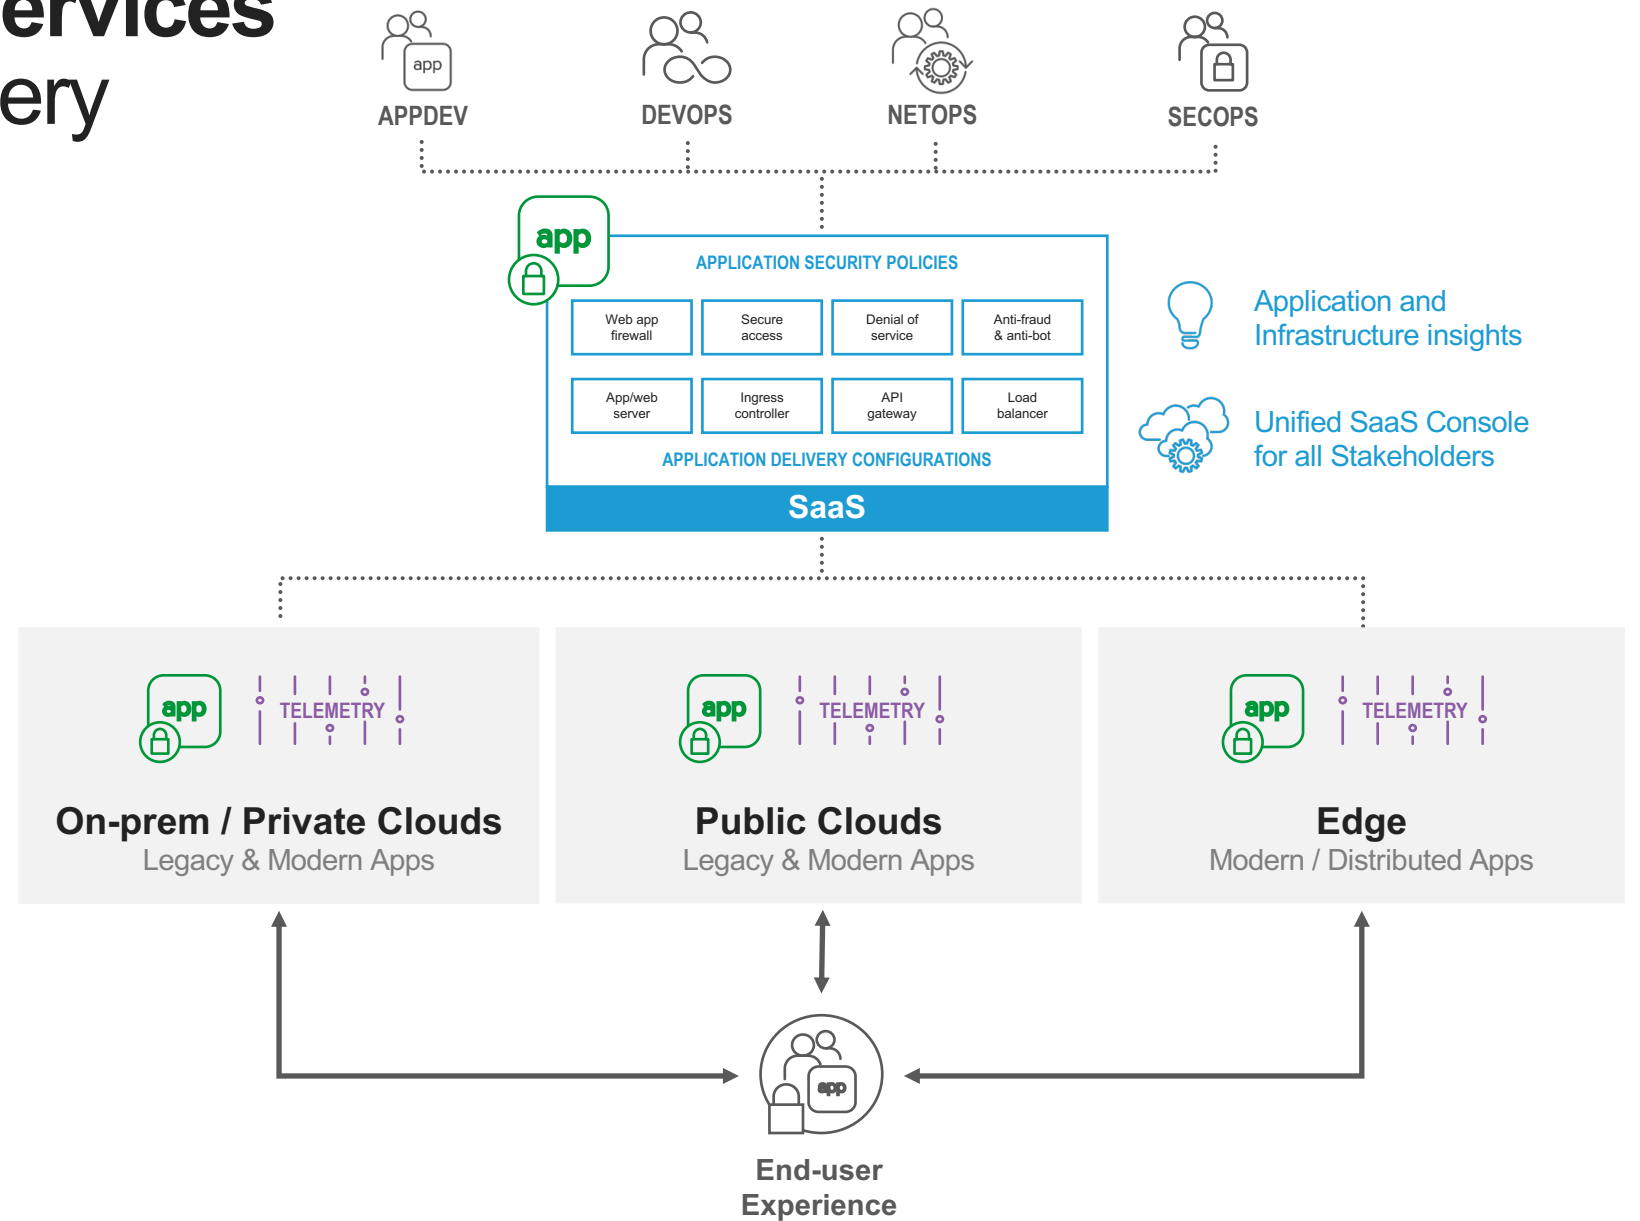 ervices
ery
app
APPDEV
DEVOPS
NETOPS
SECOPS
app
APPLICATION SECURITY POLICIES
Web app
firewall
Secure
access
Denial of
service
Anti-fraud
& anti-bot
App/web
server
Ingress
controller
API
gateway
Load
balancer
APPLICATION DELIVERY CONFIGURATIONS
SaaS
Application and
Infrastructure insights
Unified SaaS Console
for all Stakeholders
app
TELEMETRY
On-prem / Private Clouds
Legacy & Modern Apps
app
TELEMETRY
Public Clouds
Legacy & Modern Apps
app
TELEMETRY
Edge
Modern / Distributed Apps
app
End-user
Experience